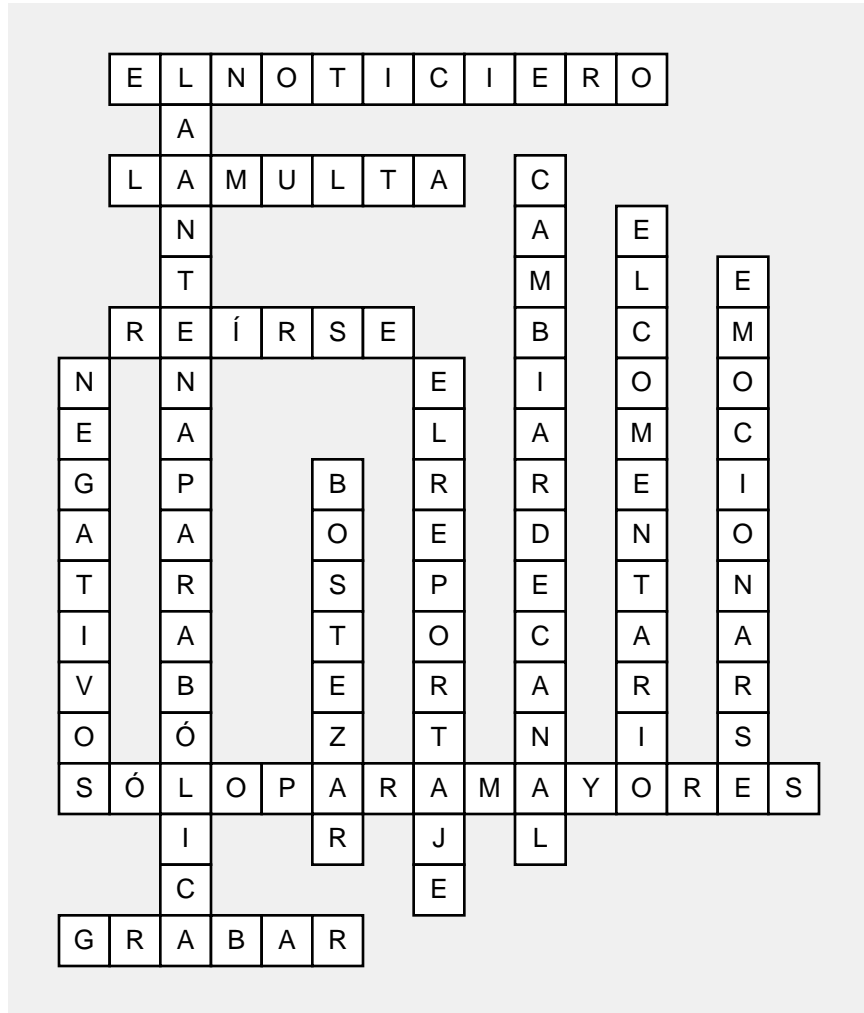 ELNOTICIERO
LAANTENAPARABÓLICA
LAMULTA
CAMBIARDECANAL
ELCOMENTARIO
EMOCIONARSE
REÍRSE
NEGATIVOS
ELREPORTAJE
BOSTEZAR
SÓLOPARAMAYORES
GRABAR